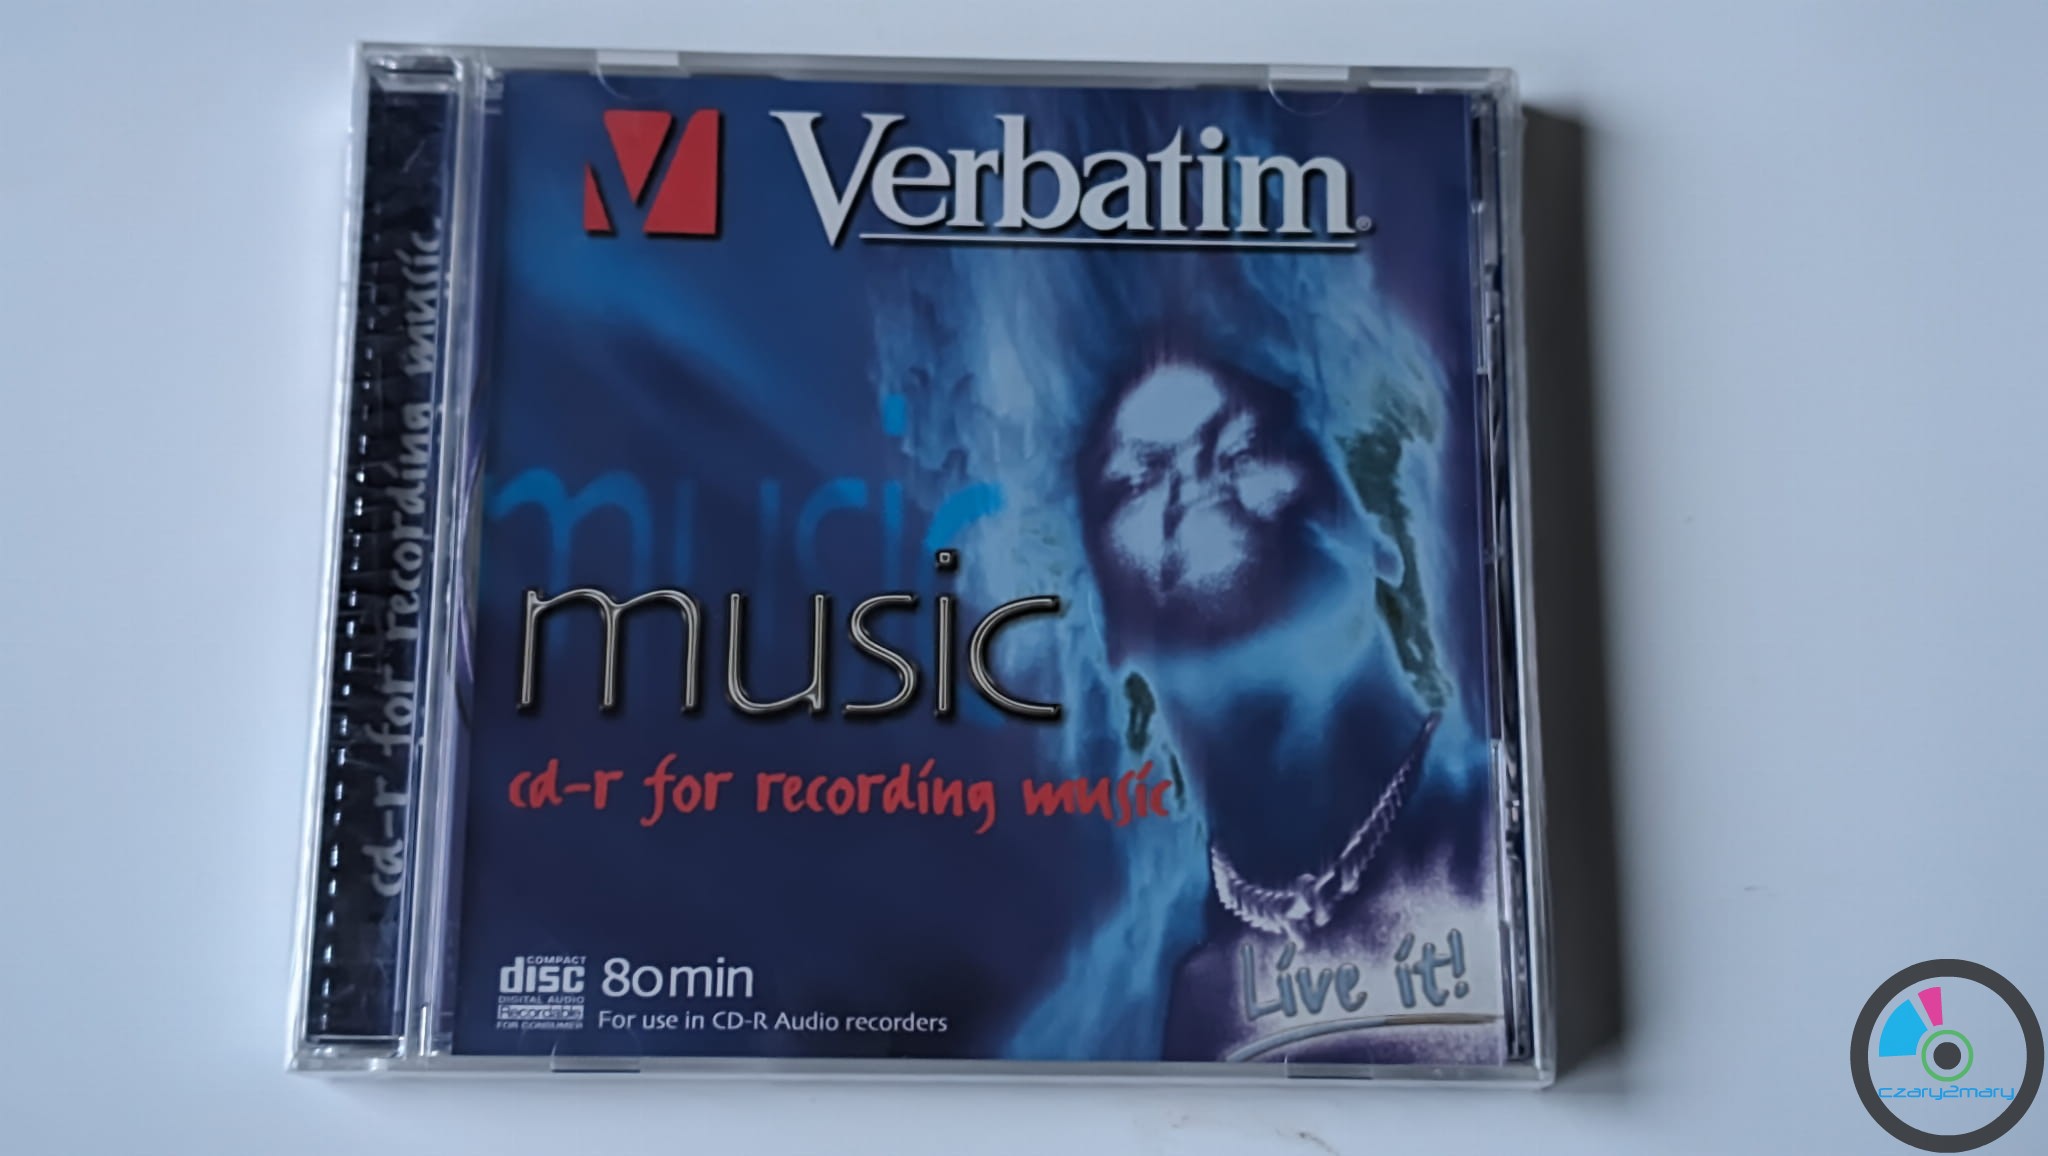 Verbatim®
music
music
cd-r for recording music
cd-r for recording music
COMPACT
disc
DIGITAL AUDIO
Recordable
FOR CONSUMER
80min
For use in CD-R Audio recorders
Live it!
czary2mary